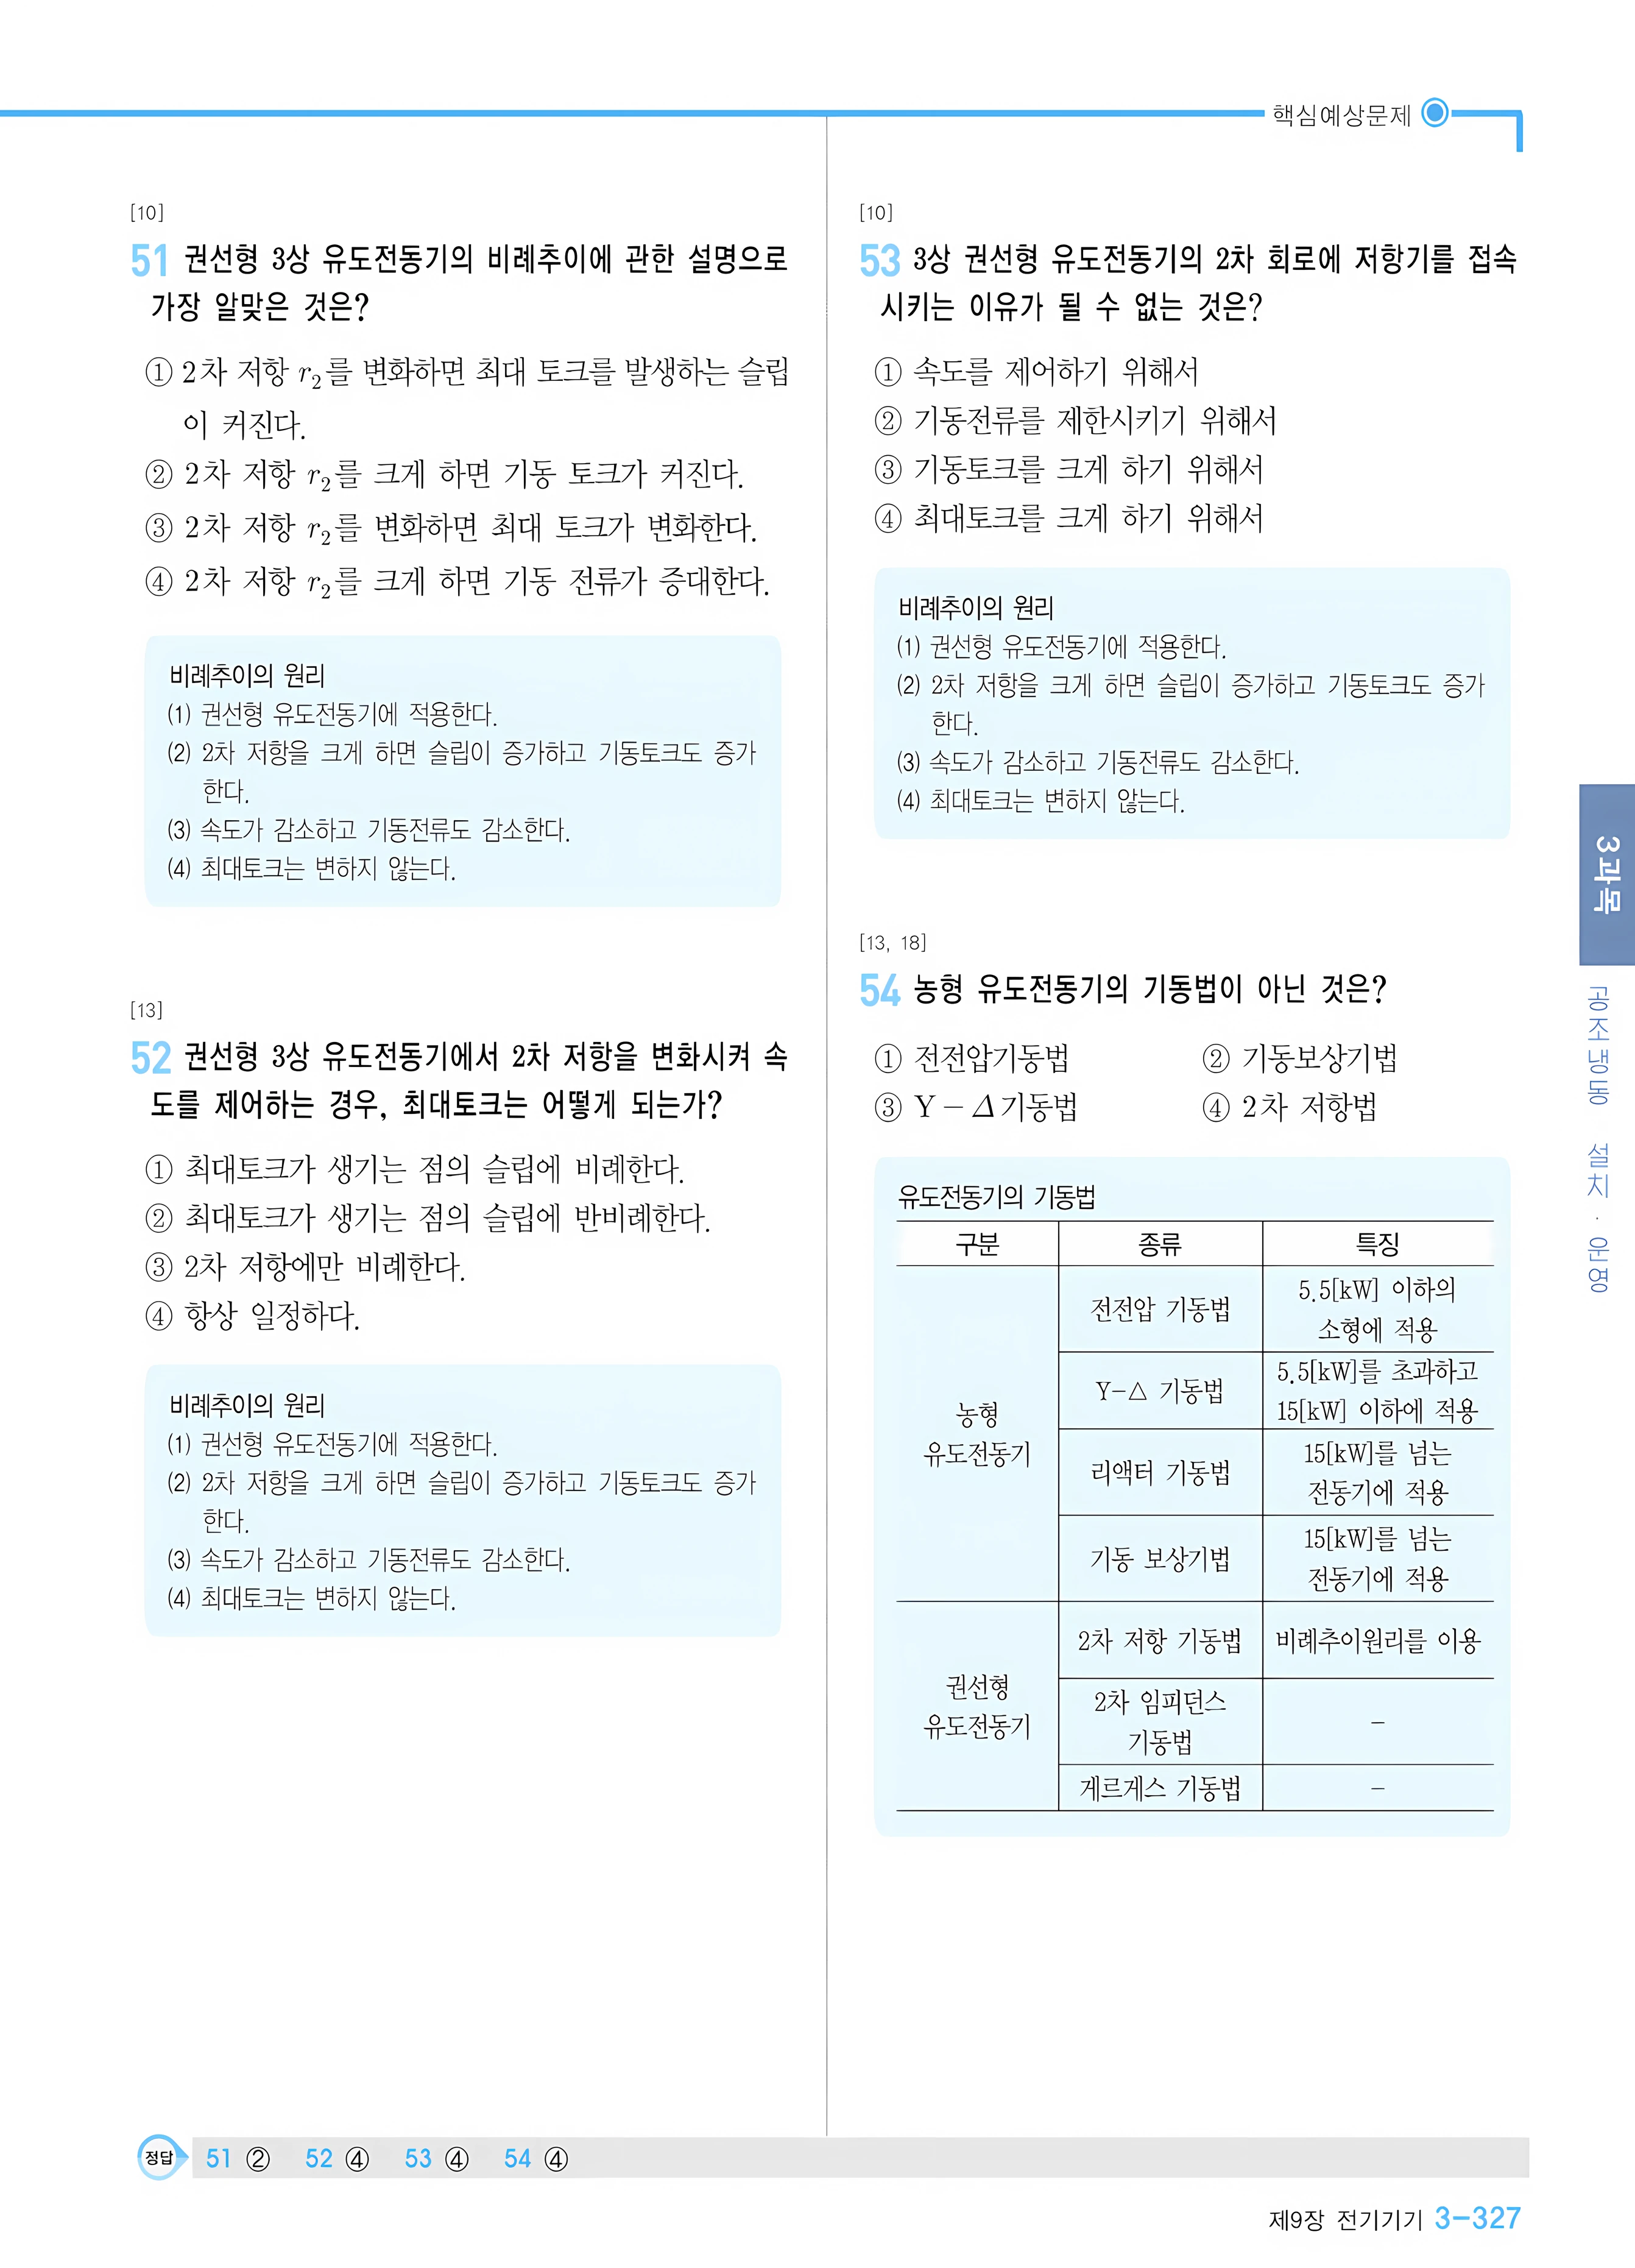 핵심예상문제
[10]
51 권선형 3상 유도전동기의 비례추이에 관한 설명으로
가장 알맞은 것은?
① 2차 저항 r₂를 변화하면 최대 토크를 발생하는 슬립
이 커진다.
② 2차 저항 r₂를 크게 하면 기동 토크가 커진다.
③ 2차 저항 r₂를 변화하면 최대 토크가 변화한다.
④ 2차 저항 r₂를 크게 하면 기동 전류가 증대한다.
비례추이의 원리
(1) 권선형 유도전동기에 적용한다.
(2) 2차 저항을 크게 하면 슬립이 증가하고 기동토크도 증가
한다.
(3) 속도가 감소하고 기동전류도 감소한다.
(4) 최대토크는 변하지 않는다.
[13]
52 권선형 3상 유도전동기에서 2차 저항을 변화시켜 속
도를 제어하는 경우, 최대토크는 어떻게 되는가?
① 최대토크가 생기는 점의 슬립에 비례한다.
② 최대토크가 생기는 점의 슬립에 반비례한다.
③ 2차 저항에만 비례한다.
④ 항상 일정하다.
비례추이의 원리
(1) 권선형 유도전동기에 적용한다.
(2) 2차 저항을 크게 하면 슬립이 증가하고 기동토크도 증가
한다.
(3) 속도가 감소하고 기동전류도 감소한다.
(4) 최대토크는 변하지 않는다.
[10]
53 3상 권선형 유도전동기의 2차 회로에 저항기를 접속
시키는 이유가 될 수 없는 것은?
① 속도를 제어하기 위해서
② 기동전류를 제한시키기 위해서
③ 기동토크를 크게 하기 위해서
④ 최대토크를 크게 하기 위해서
비례추이의 원리
(1) 권선형 유도전동기에 적용한다.
(2) 2차 저항을 크게 하면 슬립이 증가하고 기동토크도 증가
한다.
(3) 속도가 감소하고 기동전류도 감소한다.
(4) 최대토크는 변하지 않는다.
[13, 18]
54 농형 유도전동기의 기동법이 아닌 것은?
① 전전압기동법 ② 기동보상기법
③ Y-Δ기동법 ④ 2차 저항법
유도전동기의 기동법
구분 종류 특징
농형
유도전동기
전전압 기동법
5.5[kW] 이하의
소형에 적용
Y-△ 기동법
5.5[kW]를 초과하고
15[kW] 이하에 적용
리액터 기동법
15[kW]를 넘는
전동기에 적용
기동 보상기법
15[kW]를 넘는
전동기에 적용
권선형
유도전동기
2차 저항 기동법 비례추이원리를 이용
2차 임피던스
기동법
-
게르게스 기동법 -
3과목
공조냉동 설치·운영
정답 51 ② 52 ④ 53 ④ 54 ④
제9장 전기기기 3-327